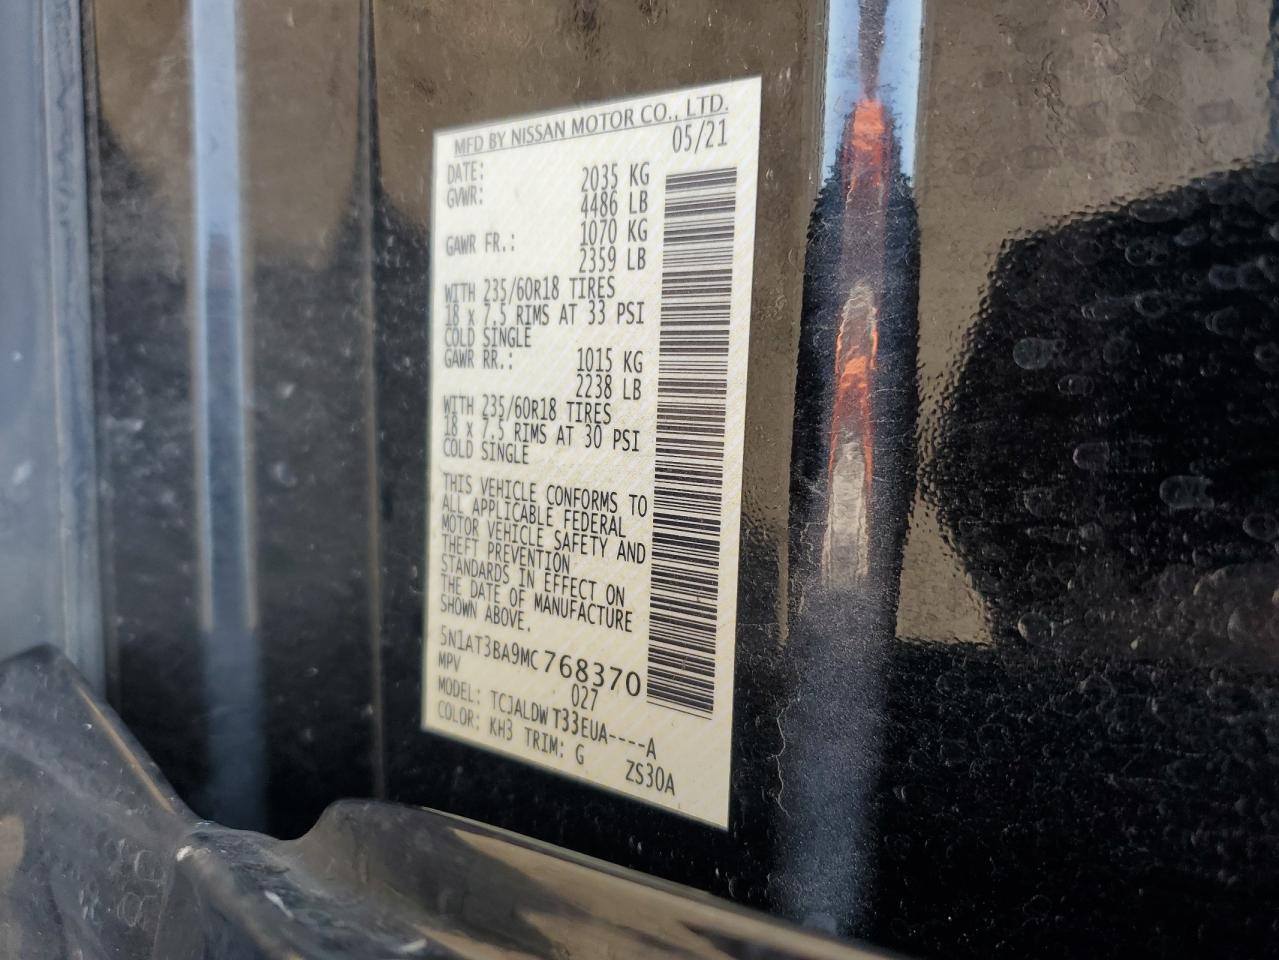 MFD BY NISSAN MOTOR CO., LTD.
DATE: 05/21
GVWR: 2035 KG
4486 LB
GAWR FR.: 1070 KG
2359 LB
WITH 235/60R18 TIRES
18 x 7.5 RIMS AT 33 PSI
COLD SINGLE
GAWR RR.: 1015 KG
2238 LB
WITH 235/60R18 TIRES
18 x 7.5 RIMS AT 30 PSI
COLD SINGLE
THIS VEHICLE CONFORMS TO
ALL APPLICABLE FEDERAL
MOTOR VEHICLE SAFETY AND
THEFT PREVENTION
STANDARDS IN EFFECT ON
THE DATE OF MANUFACTURE
SHOWN ABOVE.
5N1AT3BA9MC768370
MPV 027
MODEL: TCJALDW T33EUA----A
COLOR: KH3 TRIM: G ZS30A